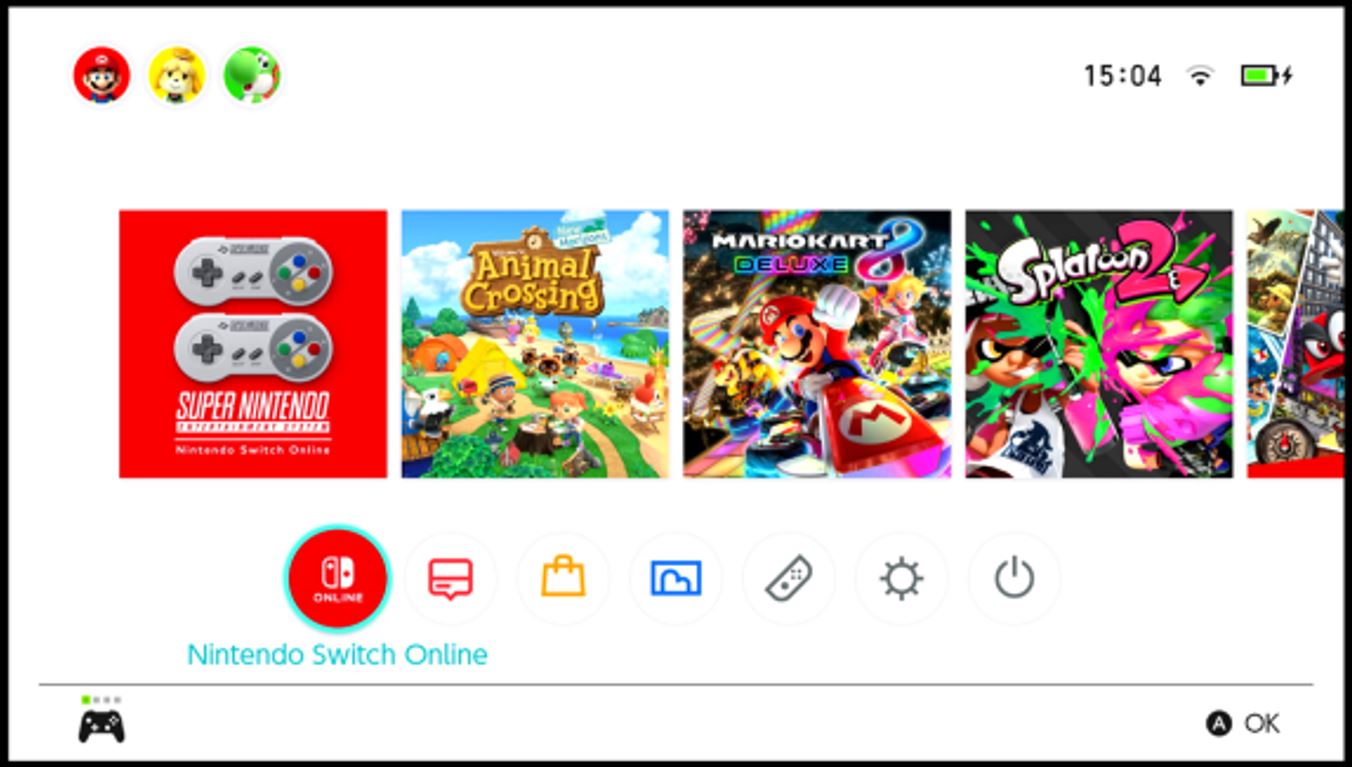 15:04
SUPER NINTENDO
ENTERTAINMENT SYSTEM
Nintendo Switch Online
New
Horizons
Animal
Crossing
MARIOKART 8
DELUXE
Splatoon 2
ONLINE
Nintendo Switch Online
A OK